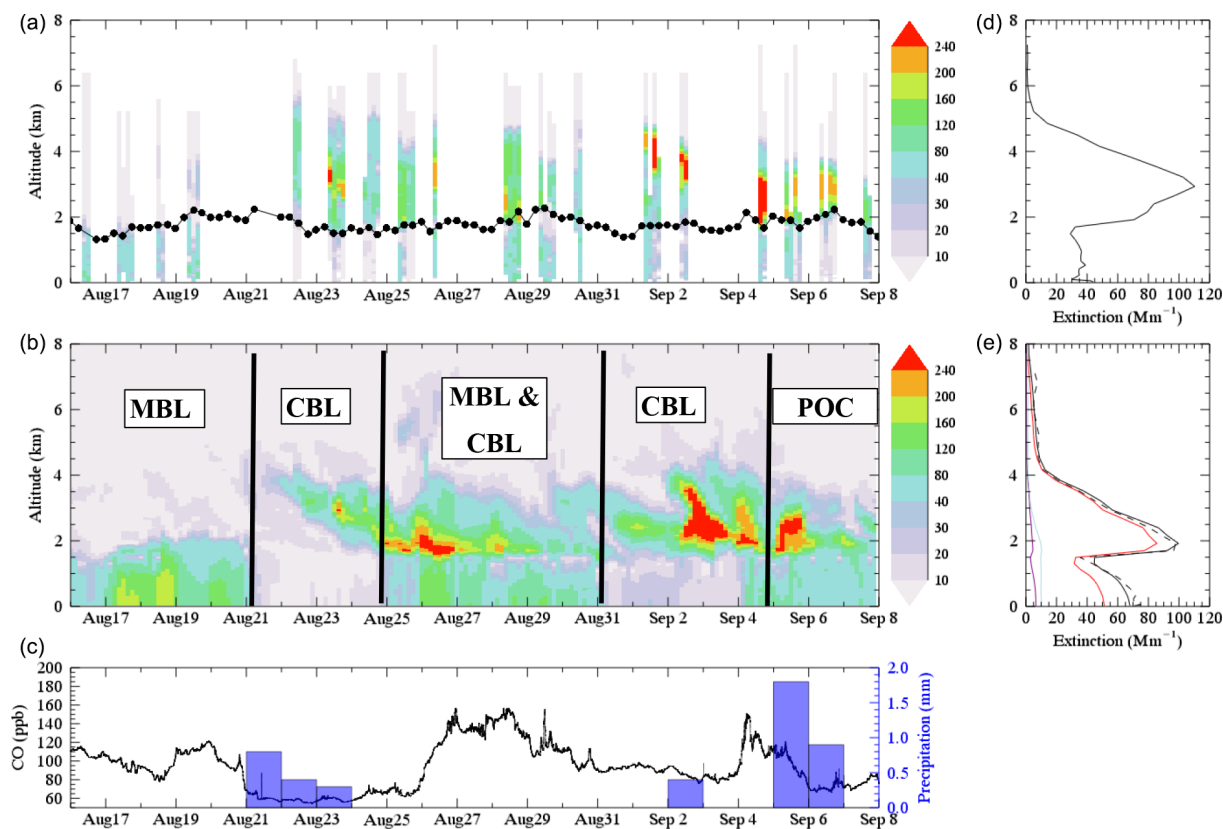 (a)
Altitude (km)
8
6
4
2
0
Aug17 Aug19 Aug21 Aug23 Aug25 Aug27 Aug29 Aug31 Sep 2 Sep 4 Sep 6 Sep 8
240
200
160
120
80
40
30
20
10
(d)
8
6
4
2
0
0 20 40 60 80 100 120
Extinction (Mm⁻¹)
(b)
Altitude (km)
8
6
4
2
0
MBL
CBL
MBL &
CBL
CBL
POC
Aug17 Aug19 Aug21 Aug23 Aug25 Aug27 Aug29 Aug31 Sep 2 Sep 4 Sep 6 Sep 8
240
200
160
120
80
40
30
20
10
(e)
8
6
4
2
0
0 20 40 60 80 100 120
Extinction (Mm⁻¹)
(c)
CO (ppb)
200
180
160
140
120
100
80
60
Aug17 Aug19 Aug21 Aug23 Aug25 Aug27 Aug29 Aug31 Sep 2 Sep 4 Sep 6 Sep 8
2.0
1.5
1.0
0.5
0.0
Precipitation (mm)